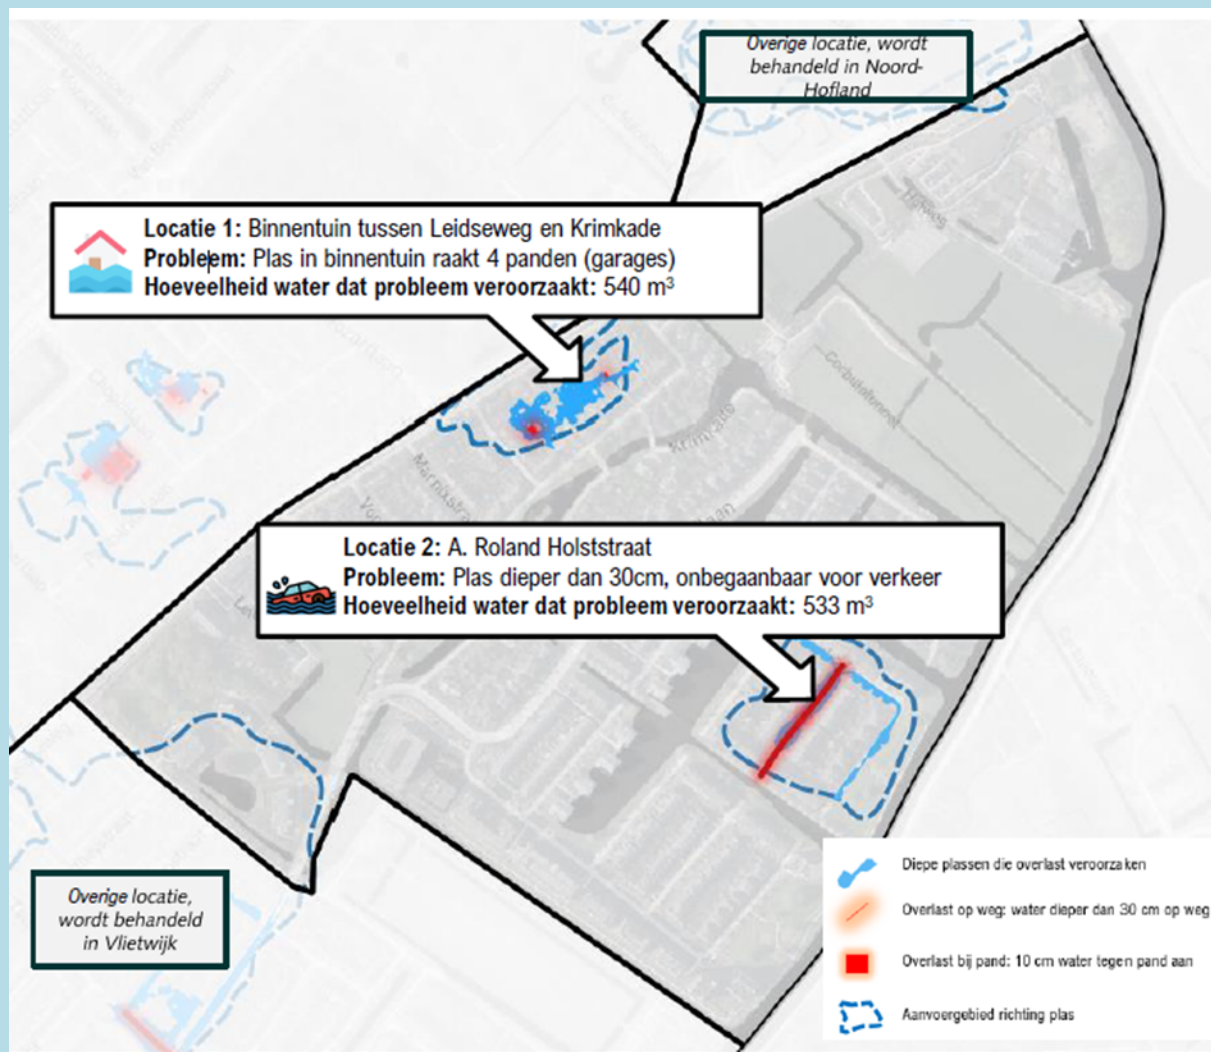 Overige locatie, wordt
behandeld in Noord-
Hofland
Locatie 1: Binnentuin tussen Leidseweg en Krimkade
Probleem: Plas in binnentuin raakt 4 panden (garages)
Hoeveelheid water dat probleem veroorzaakt: 540 m³
Krimkade
Locatie 2: A. Roland Holststraat
Probleem: Plas dieper dan 30cm, onbegaanbaar voor verkeer
Hoeveelheid water dat probleem veroorzaakt: 533 m³
Overige locatie,
wordt behandeld
in Vlietwijk
Diepe plassen die overlast veroorzaken
Overlast op weg: water dieper dan 30 cm op weg
Overlast bij pand: 10 cm water tegen pand aan
Aanvoergebied richting plas